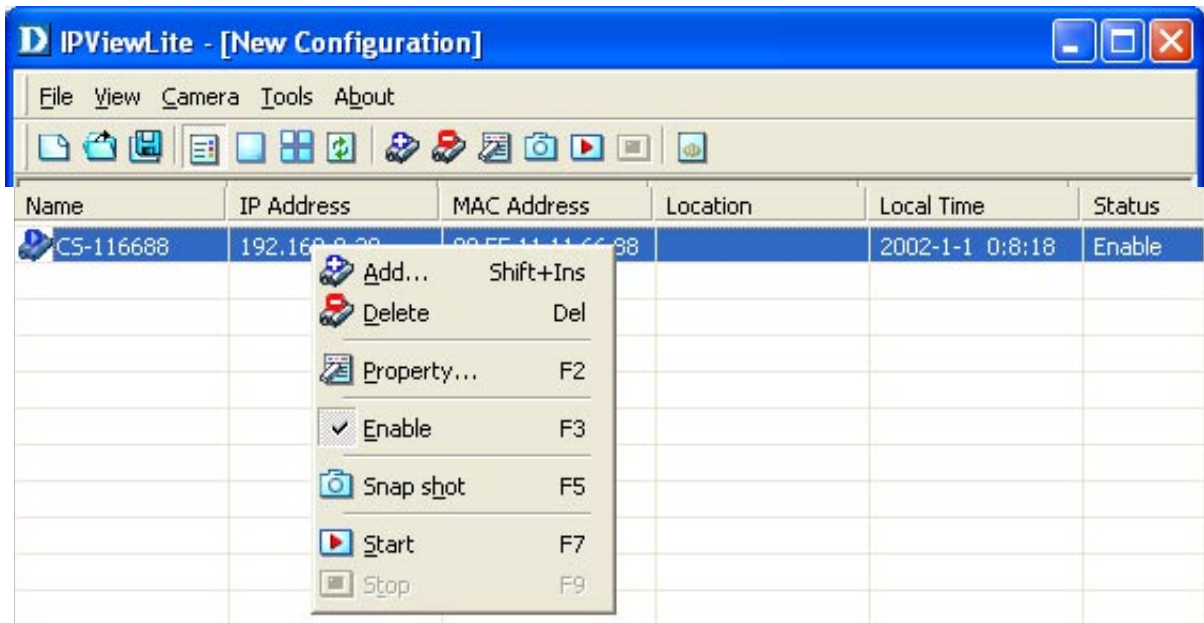 IPViewLite - [New Configuration]
File View Camera Tools About
Name IP Address MAC Address Location Local Time Status
CS-116688 88 2002-1-1 0:8:18 Enable
Add... Shift+Ins
Delete Del
Property... F2
Enable F3
Snap shot F5
Start F7
Stop F9